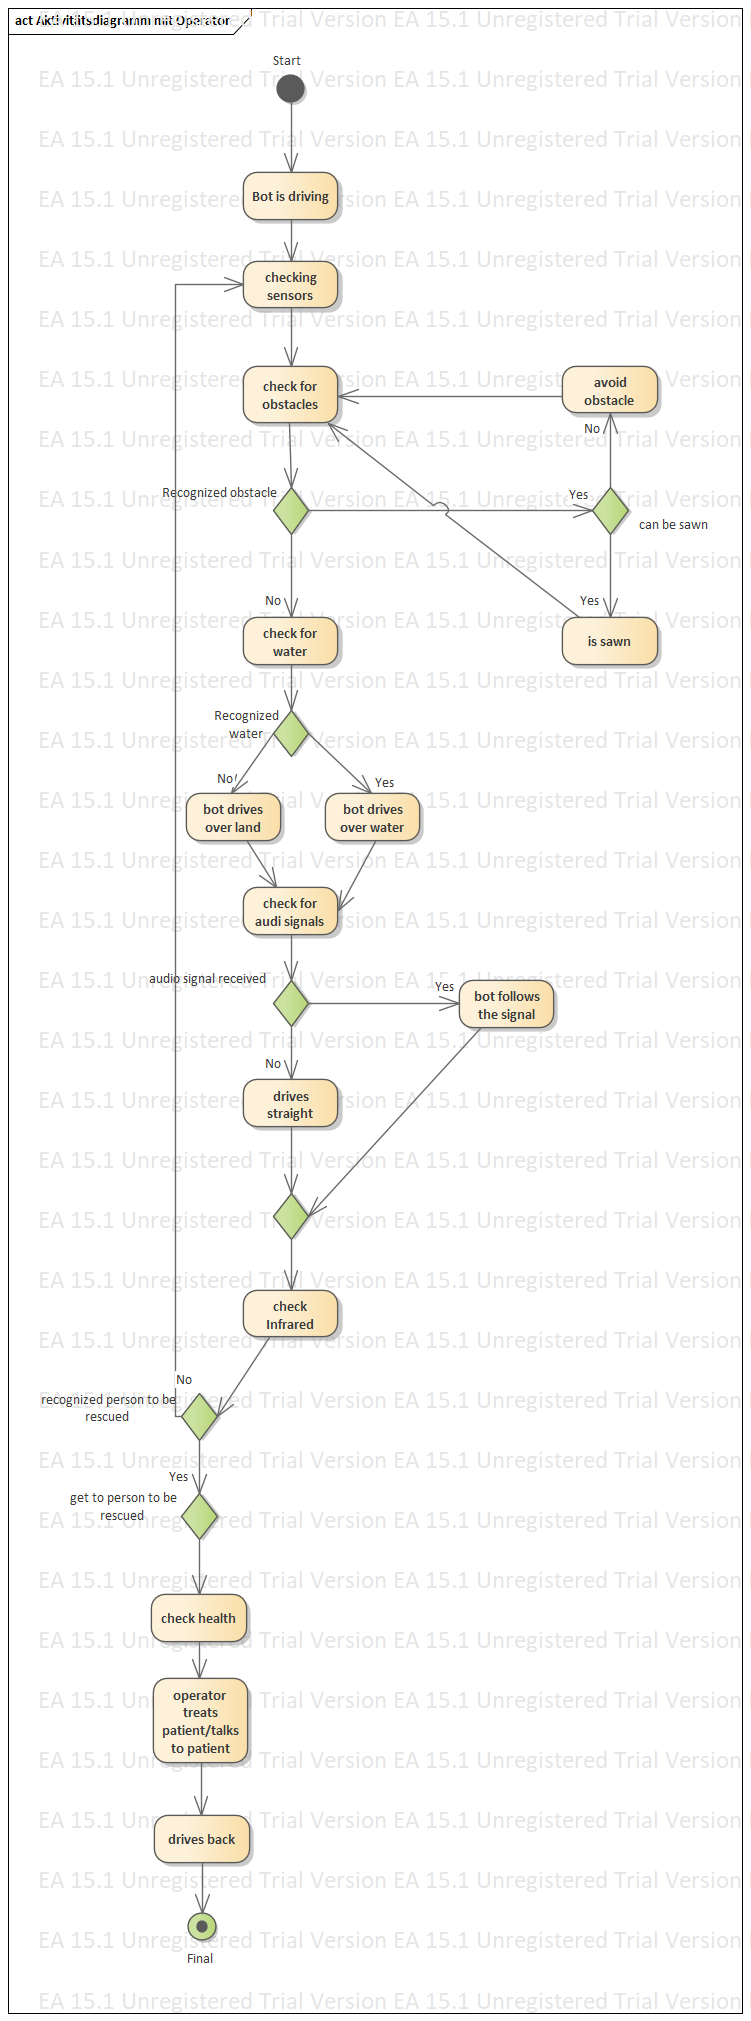 act Aktivitätsdiagramm mit Operator
EA 15.1 Unregistered Trial Version EA 15.1 Unregistered Trial Version
Start
Bot is driving
checking
sensors
check for
obstacles
avoid
obstacle
No
Recognized obstacle
Yes
can be sawn
No
Yes
check for
water
is sawn
Recognized
water
No
Yes
bot drives
over land
bot drives
over water
check for
audi signals
audio signal received
Yes
bot follows
the signal
No
drives
straight
check
Infrared
No
recognized person to be
rescued
Yes
get to person to be
rescued
check health
operator
treats
patient/talks
to patient
drives back
Final